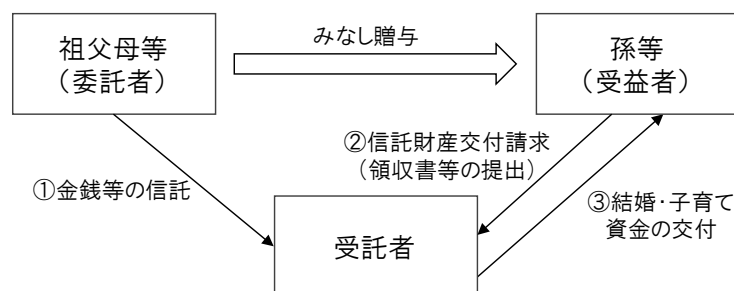 祖父母等
（委託者）
みなし贈与
孫等
（受益者）
②信託財産交付請求
（領収書等の提出）
①金銭等の信託
③結婚・子育て
資金の交付
受託者